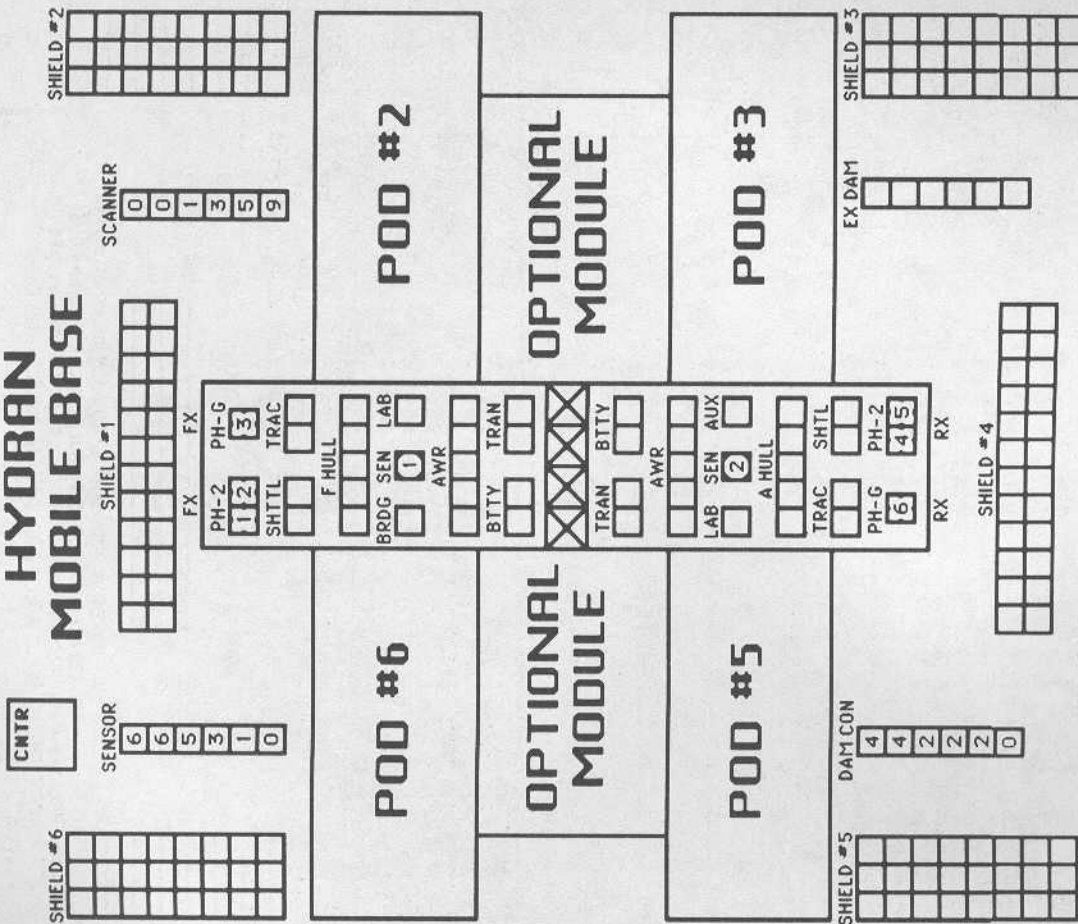 HYDRAN
MOBILE BASE
CNTR
SHIELD #6
SENSOR
6
6
5
3
1
0
SHIELD #1
SCANNER
0
0
1
3
5
9
SHIELD #2
FX FX
PH-2 PH-G
1 2 3
SHTTL TRAC
F HULL
BRDG SEN LAB
1
AWR
BTTY TRAN
POD #6
POD #2
OPTIONAL
MODULE
OPTIONAL
MODULE
TRAN BTTY
AWR
LAB SEN AUX
2
A HULL
TRAC SHTL
PH-G PH-2
6 4 5
RX RX
POD #5
POD #3
SHIELD #5
DAM CON
4
4
2
2
2
0
SHIELD #4
EX DAM
SHIELD #3